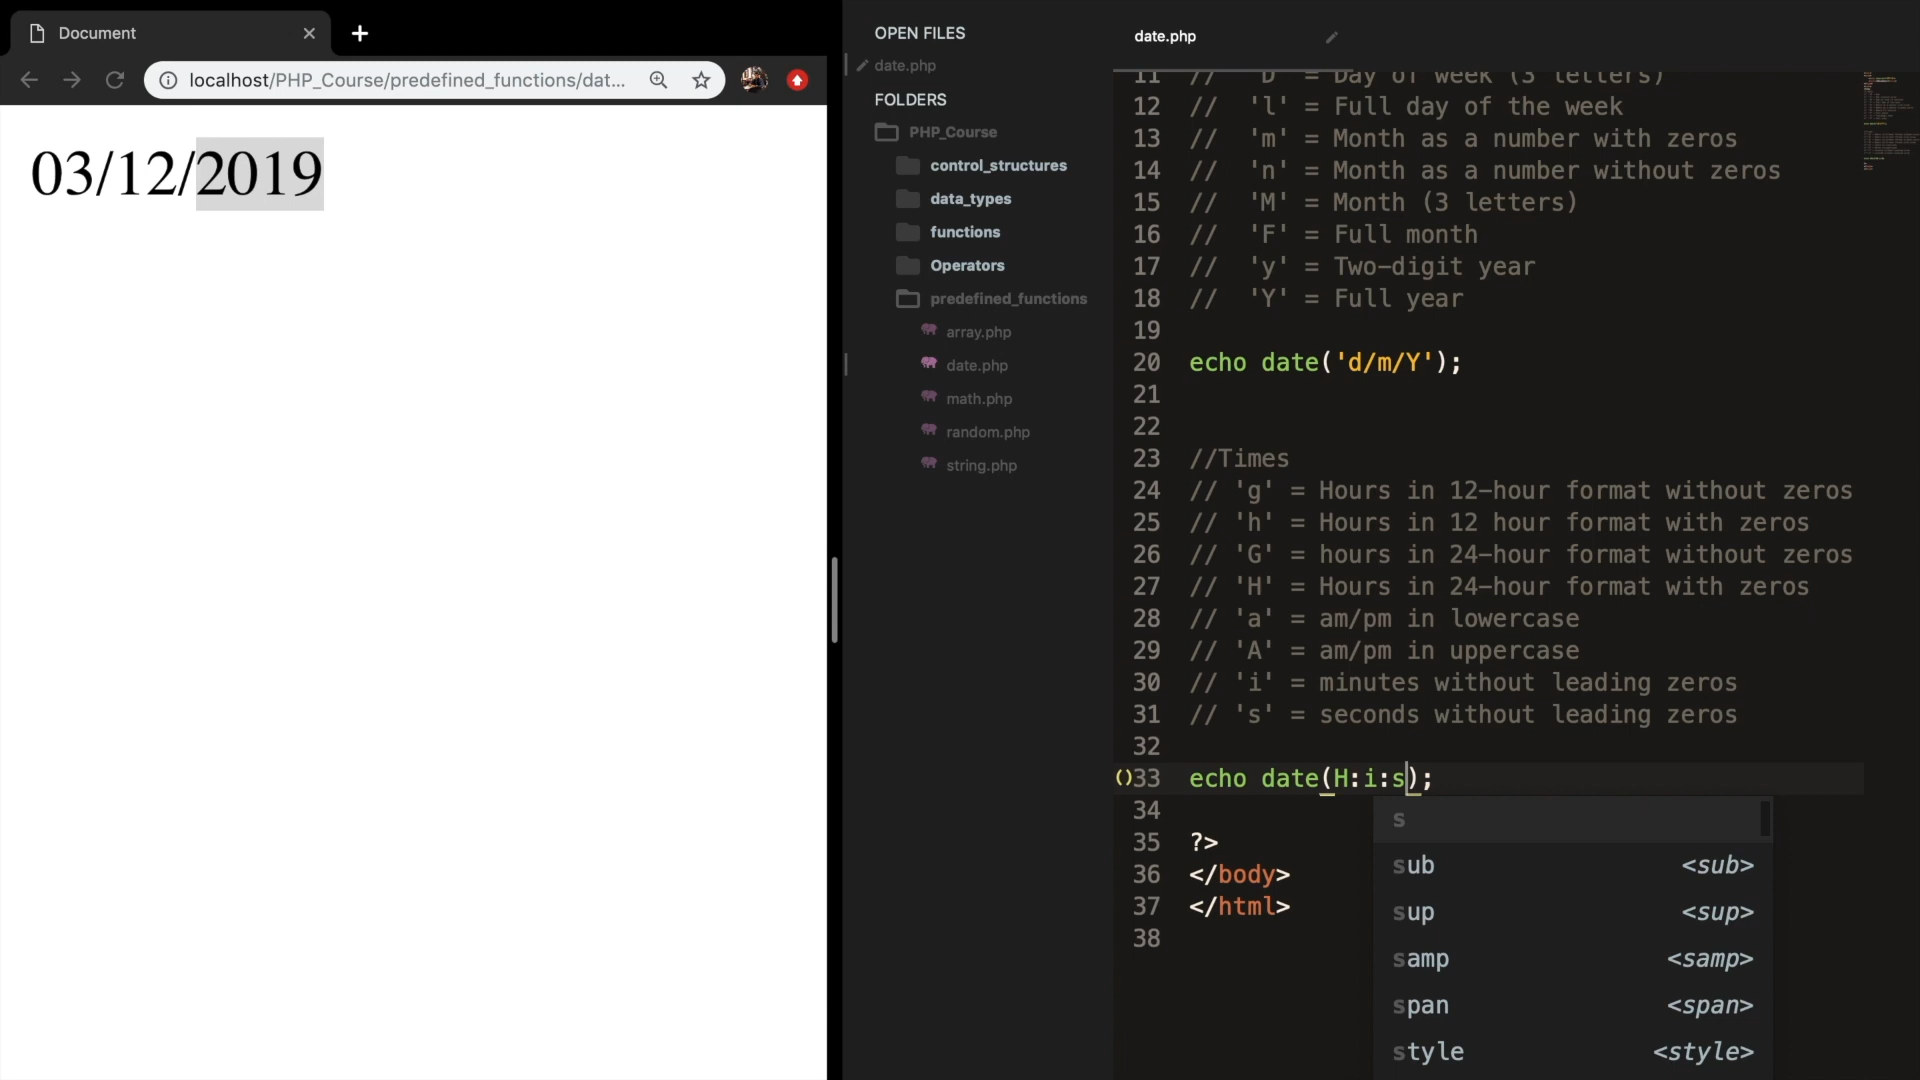 Document
localhost/PHP_Course/predefined_functions/dat...
03/12/2019
OPEN FILES
date.php
FOLDERS
PHP_Course
control_structures
data_types
functions
Operators
predefined_functions
array.php
date.php
math.php
random.php
string.php
date.php
11 // 'D' = Day of week (3 letters)
12 // 'l' = Full day of the week
13 // 'm' = Month as a number with zeros
14 // 'n' = Month as a number without zeros
15 // 'M' = Month (3 letters)
16 // 'F' = Full month
17 // 'y' = Two-digit year
18 // 'Y' = Full year
19
20 echo date('d/m/Y');
21
22
23 //Times
24 // 'g' = Hours in 12-hour format without zeros
25 // 'h' = Hours in 12 hour format with zeros
26 // 'G' = hours in 24-hour format without zeros
27 // 'H' = Hours in 24-hour format with zeros
28 // 'a' = am/pm in lowercase
29 // 'A' = am/pm in uppercase
30 // 'i' = minutes without leading zeros
31 // 's' = seconds without leading zeros
32
()33 echo date(H:i:s);
34
35 ?>
36 </body>
37 </html>
38
s
sub <sub>
sup <sup>
samp <samp>
span <span>
style <style>